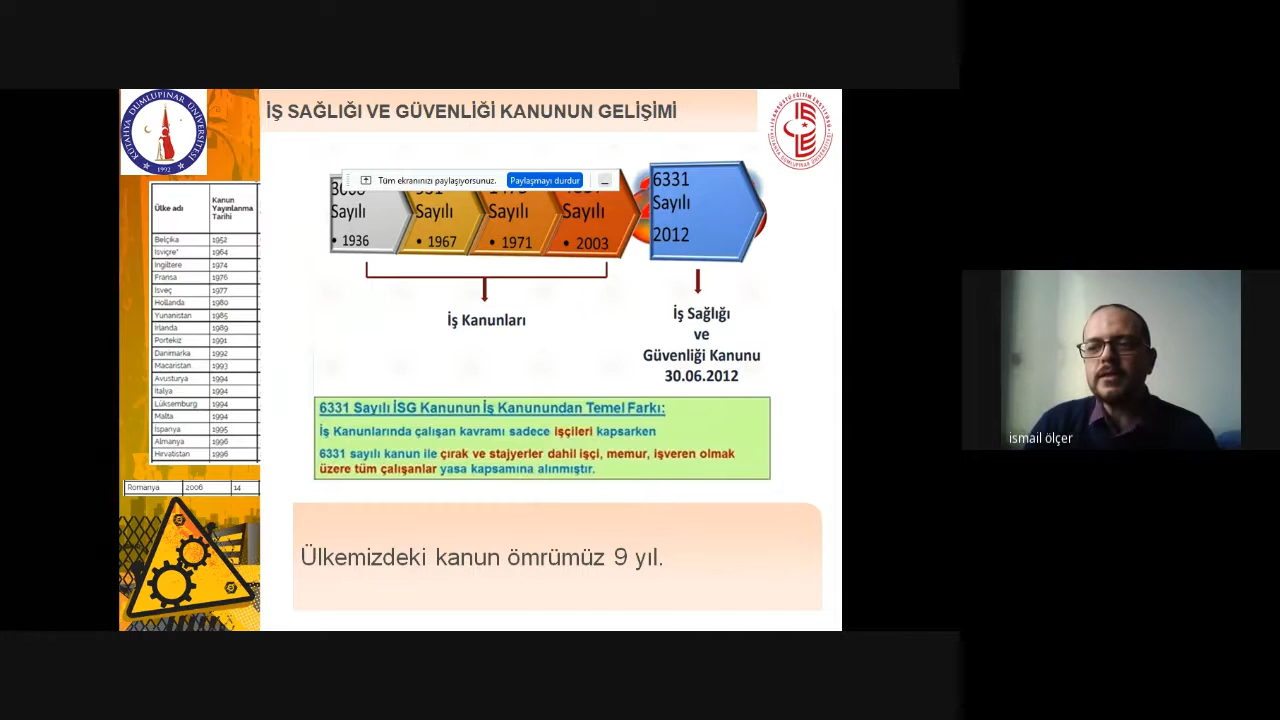 İŞ SAĞLIĞI VE GÜVENLİĞİ KANUNUN GELİŞİMİ
KÜTAHYA DUMLUPINAR ÜNİVERSİTESİ
1992
Tüm ekranınızı paylaşıyorsunuz.
Paylaşmayı durdur
Ülke adı
Kanun
Yayınlanma
Tarihi
Belçika 1952
İsviçre* 1964
İngiltere 1974
Fransa 1976
İsveç 1977
Hollanda 1980
Yunanistan 1985
İrlanda 1989
Portekiz 1991
Danimarka 1992
Macaristan 1993
Avusturya 1994
İtalya 1994
Lüksemburg 1994
Malta 1994
İspanya 1995
Almanya 1996
Hırvatistan 1996
Romanya 2006 14
Sayılı
• 1936
Sayılı
• 1967
Sayılı
• 1971
Sayılı
• 2003
6331
Sayılı
2012
İş Kanunları
İş Sağlığı
ve
Güvenliği Kanunu
30.06.2012
6331 Sayılı İSG Kanunun İş Kanunundan Temel Farkı:
İş Kanunlarında çalışan kavramı sadece işçileri kapsarken
6331 sayılı kanun ile çırak ve stajyerler dahil işçi, memur, işveren olmak
üzere tüm çalışanlar yasa kapsamına alınmıştır.
Ülkemizdeki kanun ömrümüz 9 yıl.
ismail ölçer